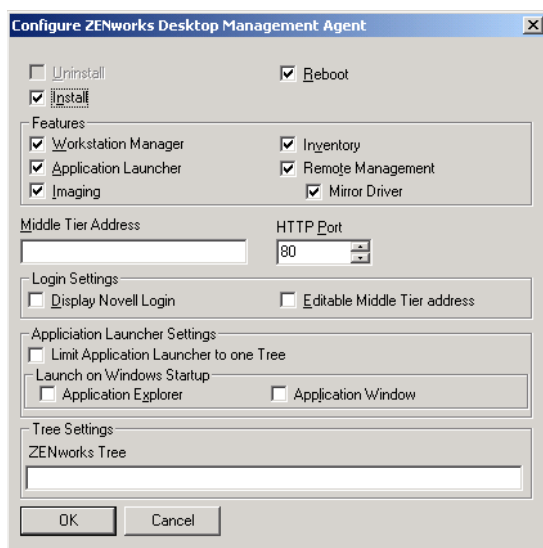 Configure ZENworks Desktop Management Agent
Uninstall
Reboot
Install
Features
Workstation Manager
Inventory
Application Launcher
Remote Management
Imaging
Mirror Driver
Middle Tier Address
HTTP Port
80
Login Settings
Display Novell Login
Editable Middle Tier address
Appliciation Launcher Settings
Limit Application Launcher to one Tree
Launch on Windows Startup
Application Explorer
Application Window
Tree Settings
ZENworks Tree
OK
Cancel